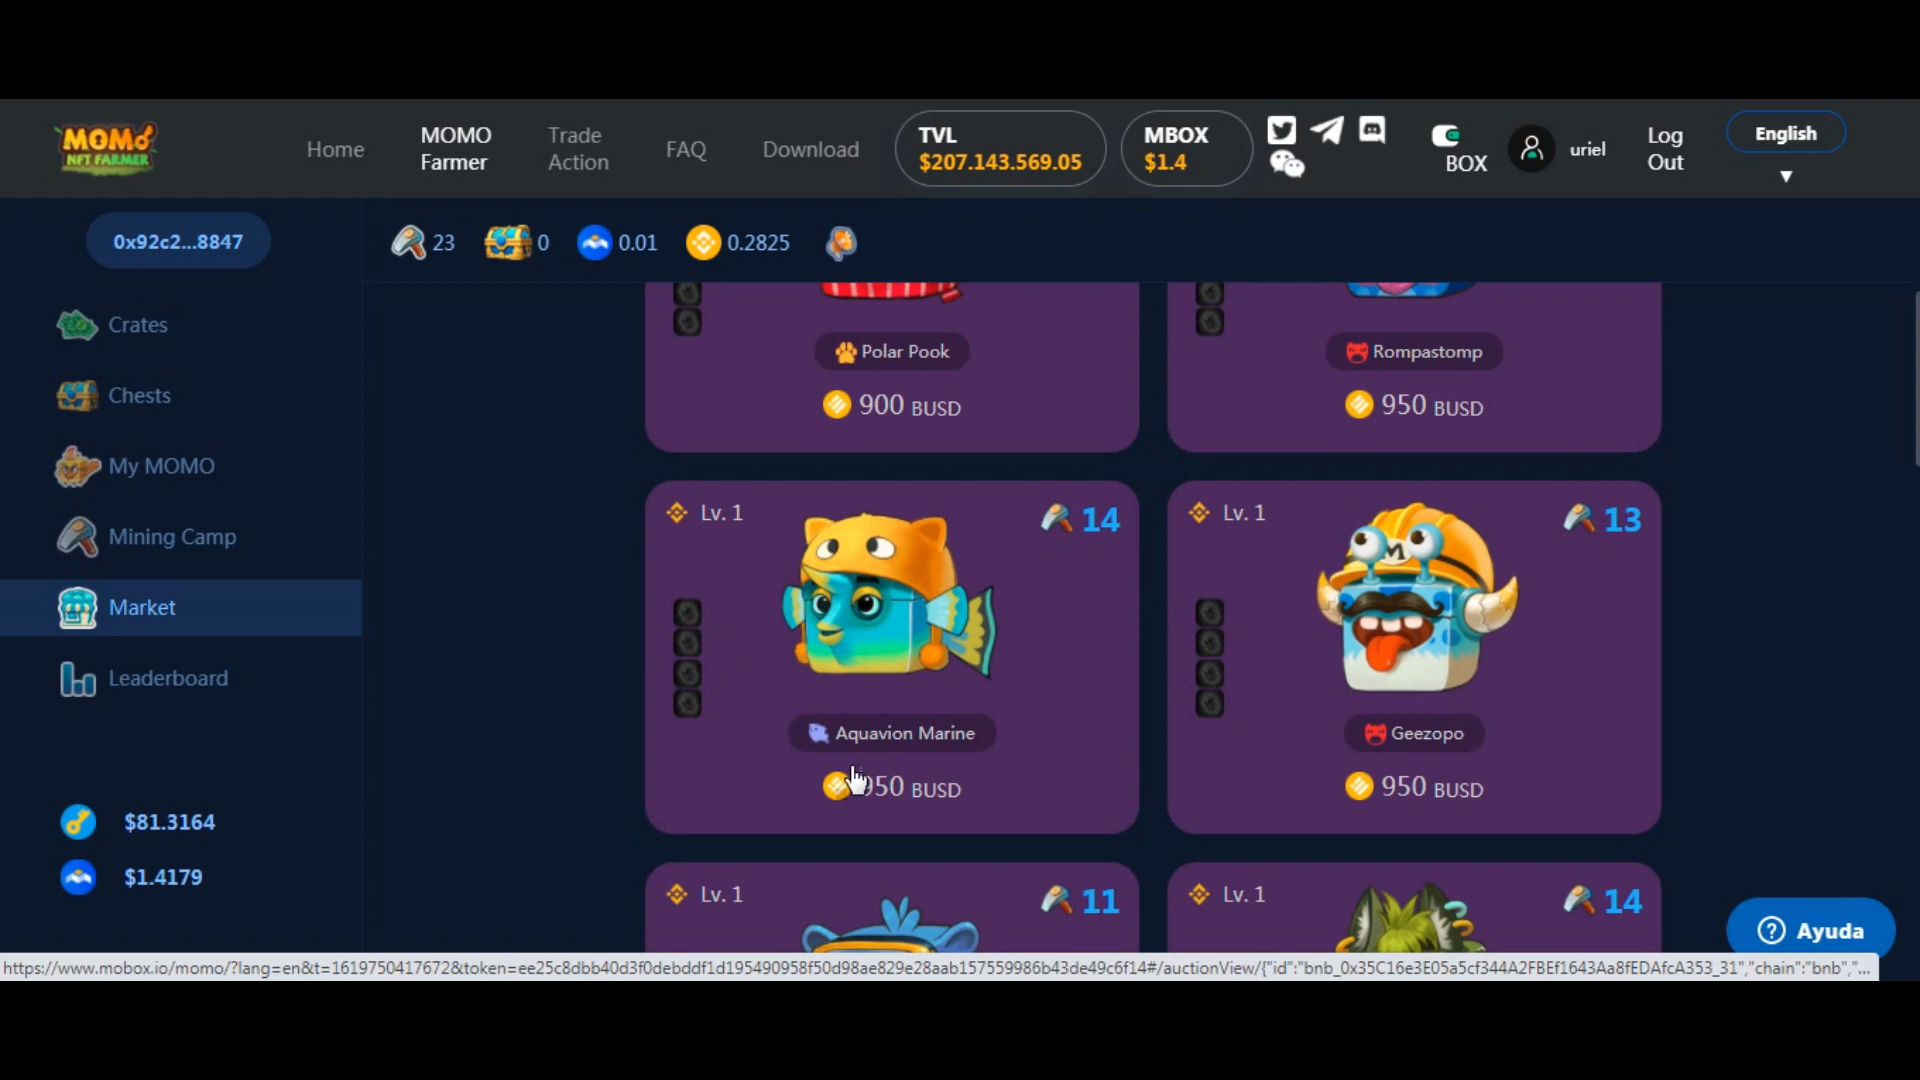 MOMO
NFT FARMER
Home
MOMO
Farmer
Trade
Action
FAQ
Download
TVL
$207.143.569.05
MBOX
$1.4
BOX
uriel
Log
Out
English
▼
0x92c2...8847
23
0
0.01
0.2825
Crates
Chests
My MOMO
Mining Camp
Market
Leaderboard
$81.3164
$1.4179
Polar Pook
900 BUSD
Rompastomp
950 BUSD
Lv. 1
14
Aquavion Marine
950 BUSD
Lv. 1
13
M
Geezopo
950 BUSD
Lv. 1
11
Lv. 1
14
? Ayuda
https://www.mobox.io/momo/?lang=en&t=1619750417672&token=ee25c8dbb40d3f0debddf1d195490958f50d98ae829e28aab157559986b43de49c6f14#/auctionView/{"id":"bnb_0x35C16e3E05a5cf344A2FBEf1643Aa8fEDAfcA353_31","chain":"bnb","...